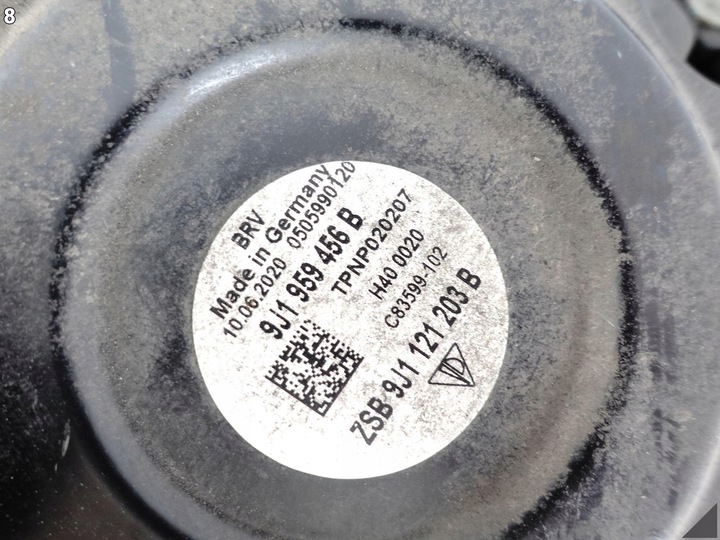 8
BRV
Made in Germany
10.06.2020 0505990120
9J1 959 456 B
TPNP020207
H40 0020
C83599-102
ZSB 9J1 121 203 B